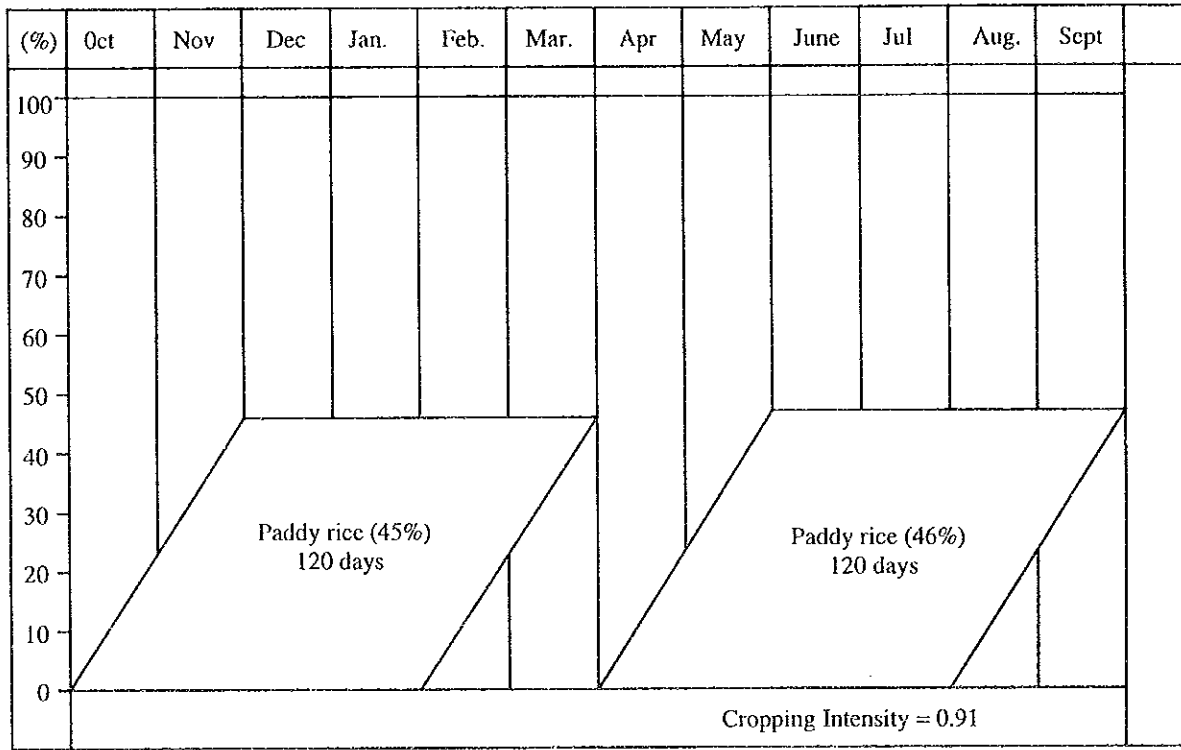 (%) Oct Nov Dec Jan. Feb. Mar. Apr May June Jul Aug. Sept
100
90
80
70
60
50
40
30
20
10
0
Paddy rice (45%)
120 days
Paddy rice (46%)
120 days
Cropping Intensity = 0.91